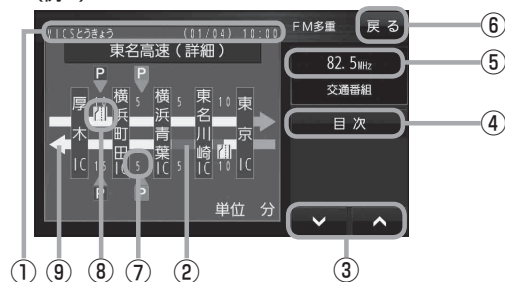 VICSとうきょう (01/04) 10:00
FM多重
戻る
⑥
東名高速(詳細)
82.5MHz
⑤
交通番組
P P
厚木IC
横浜町田IC
横浜青葉IC
東名川崎IC
東京IC
5 5 10
目次
④
15 5 5 10
P P
単位 分
① ⑨ ⑧ ⑦ ② ③